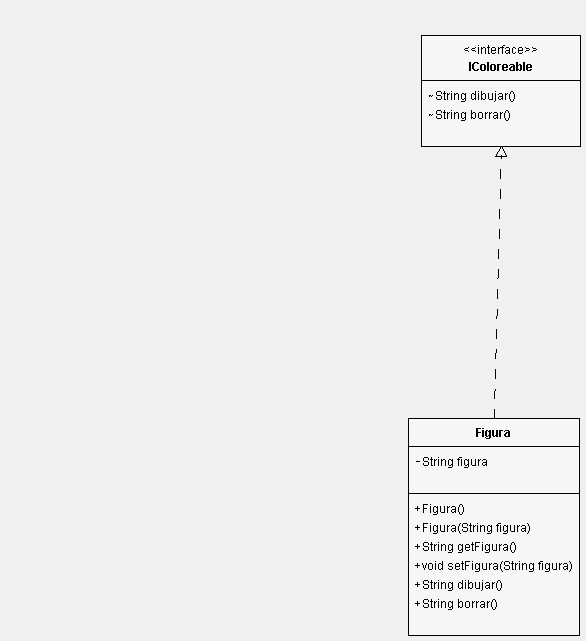 <<interface>>
IColoreable
~String dibujar()
~String borrar()
Figura
-String figura
+Figura()
+Figura(String figura)
+String getFigura()
+void setFigura(String figura)
+String dibujar()
+String borrar()